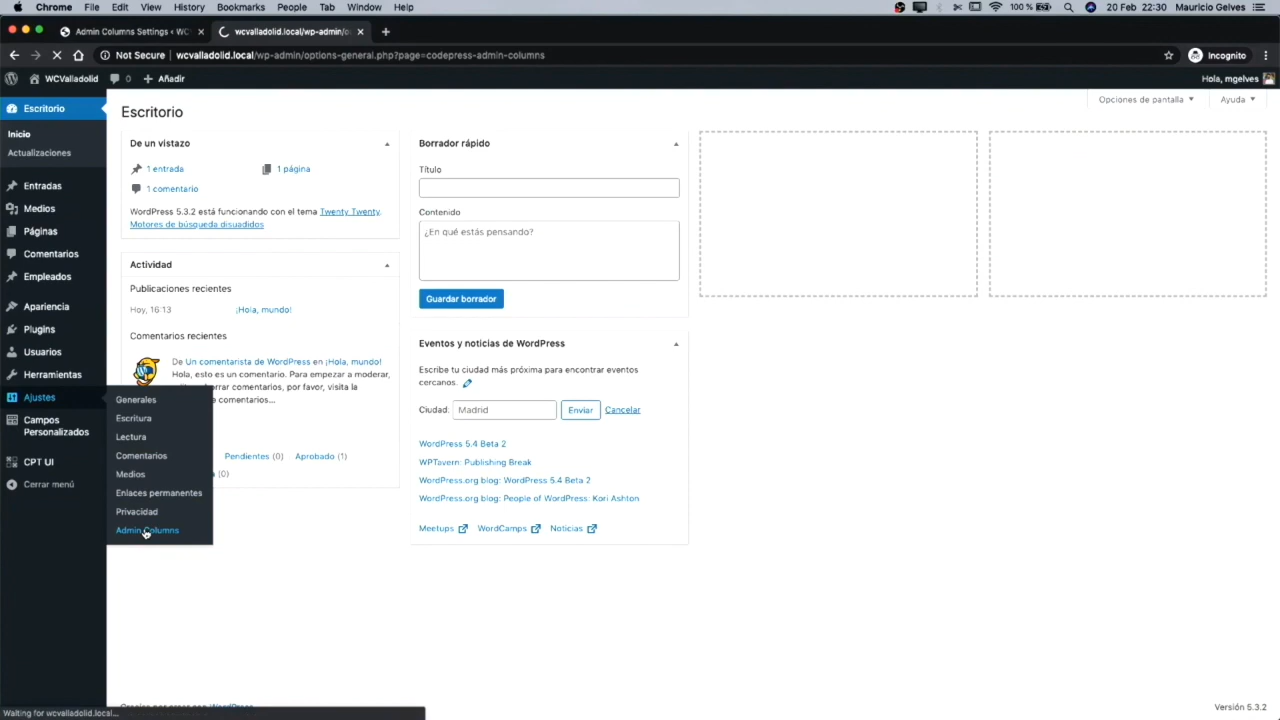 Chrome File Edit View History Bookmarks People Tab Window Help
100 % 20 Feb 22:30 Mauricio Gelves
Admin Columns Settings ‹ WC
wcvalladolid.local/wp-admin/o
Not Secure wcvalladolid.local/wp-admin/options-general.php?page=codepress-admin-columns
Incognito
WCValladolid 0 + Añadir
Hola, mgelves
Escritorio
Inicio
Actualizaciones
Entradas
Medios
Páginas
Comentarios
Empleados
Apariencia
Plugins
Usuarios
Herramientas
Ajustes
Campos
Personalizados
CPT UI
Cerrar menú
Generales
Escritura
Lectura
Comentarios
Medios
Enlaces permanentes
Privacidad
Admin Columns
Escritorio
Opciones de pantalla
Ayuda
De un vistazo
1 entrada
1 página
1 comentario
WordPress 5.3.2 está funcionando con el tema Twenty Twenty.
Motores de búsqueda disuadidos
Actividad
Publicaciones recientes
Hoy, 16:13
¡Hola, mundo!
Comentarios recientes
De Un comentarista de WordPress en ¡Hola, mundo!
Hola, esto es un comentario. Para empezar a moderar,
comentarios, por favor, visita la
comentarios...
Pendientes (0) Aprobado (1)
(0)
Borrador rápido
Título
Contenido
¿En qué estás pensando?
Guardar borrador
Eventos y noticias de WordPress
Escribe tu ciudad más próxima para encontrar eventos
cercanos.
Ciudad: Madrid Enviar Cancelar
WordPress 5.4 Beta 2
WPTavern: Publishing Break
WordPress.org blog: WordPress 5.4 Beta 2
WordPress.org blog: People of WordPress: Kori Ashton
Meetups
WordCamps
Noticias
Versión 5.3.2
Waiting for wcvalladolid.local...